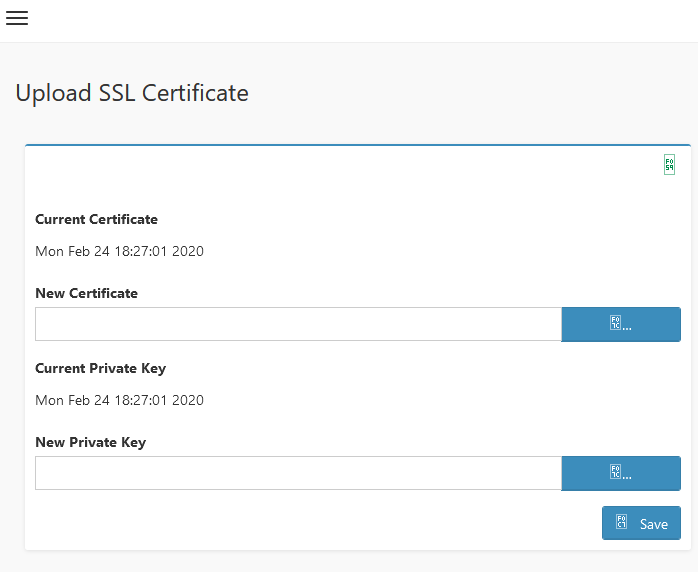 Upload SSL Certificate
Current Certificate
Mon Feb 24 18:27:01 2020
New Certificate
...
Current Private Key
Mon Feb 24 18:27:01 2020
New Private Key
...
Save